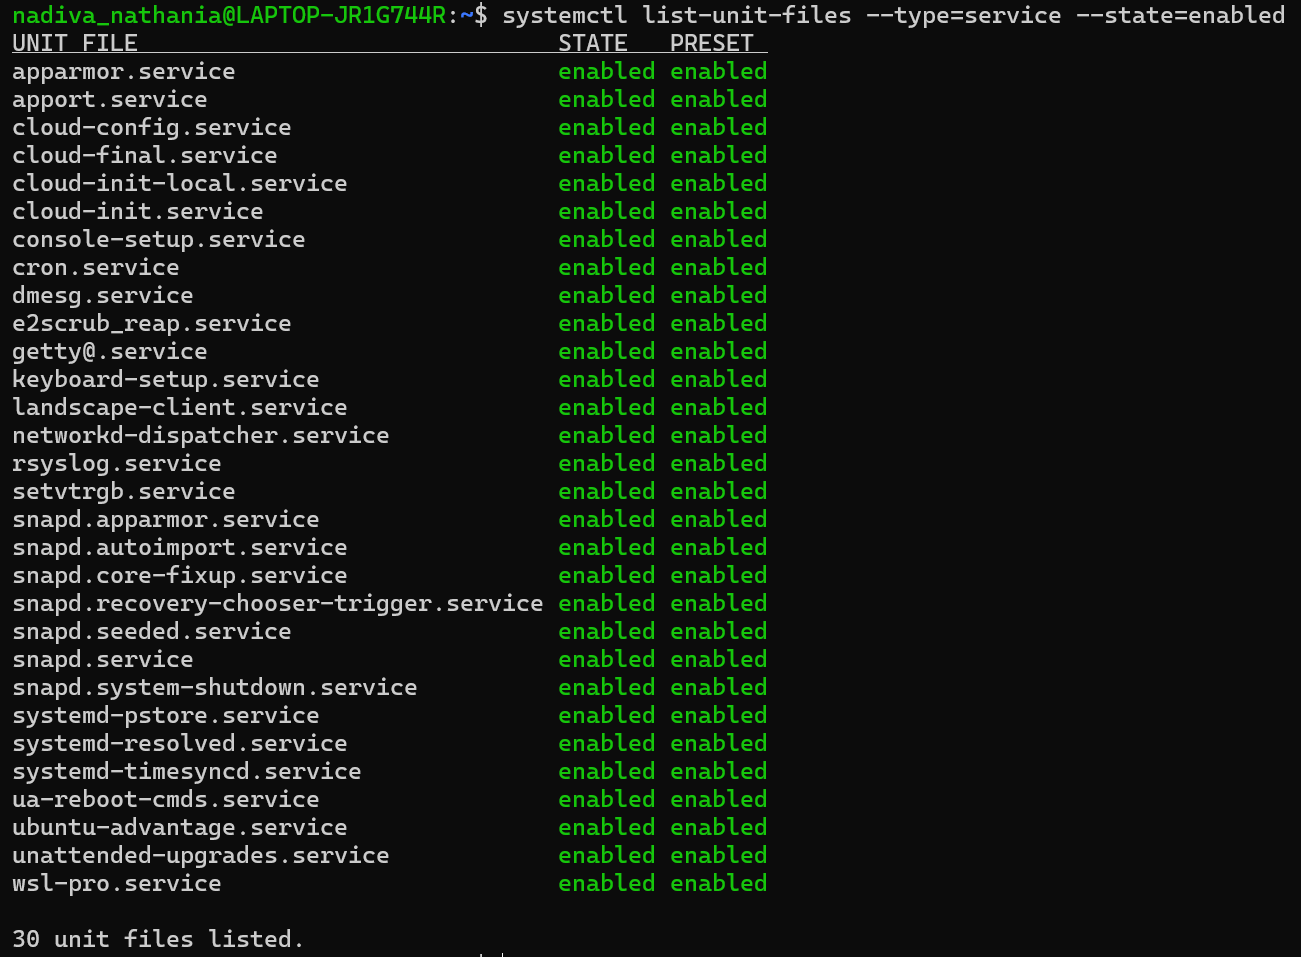 nadiva_nathania@LAPTOP-JR1G744R:~$ systemctl list-unit-files --type=service --state=enabled
UNIT FILE STATE PRESET
apparmor.service enabled enabled
apport.service enabled enabled
cloud-config.service enabled enabled
cloud-final.service enabled enabled
cloud-init-local.service enabled enabled
cloud-init.service enabled enabled
console-setup.service enabled enabled
cron.service enabled enabled
dmesg.service enabled enabled
e2scrub_reap.service enabled enabled
getty@.service enabled enabled
keyboard-setup.service enabled enabled
landscape-client.service enabled enabled
networkd-dispatcher.service enabled enabled
rsyslog.service enabled enabled
setvtrgb.service enabled enabled
snapd.apparmor.service enabled enabled
snapd.autoimport.service enabled enabled
snapd.core-fixup.service enabled enabled
snapd.recovery-chooser-trigger.service enabled enabled
snapd.seeded.service enabled enabled
snapd.service enabled enabled
snapd.system-shutdown.service enabled enabled
systemd-pstore.service enabled enabled
systemd-resolved.service enabled enabled
systemd-timesyncd.service enabled enabled
ua-reboot-cmds.service enabled enabled
ubuntu-advantage.service enabled enabled
unattended-upgrades.service enabled enabled
wsl-pro.service enabled enabled
30 unit files listed.